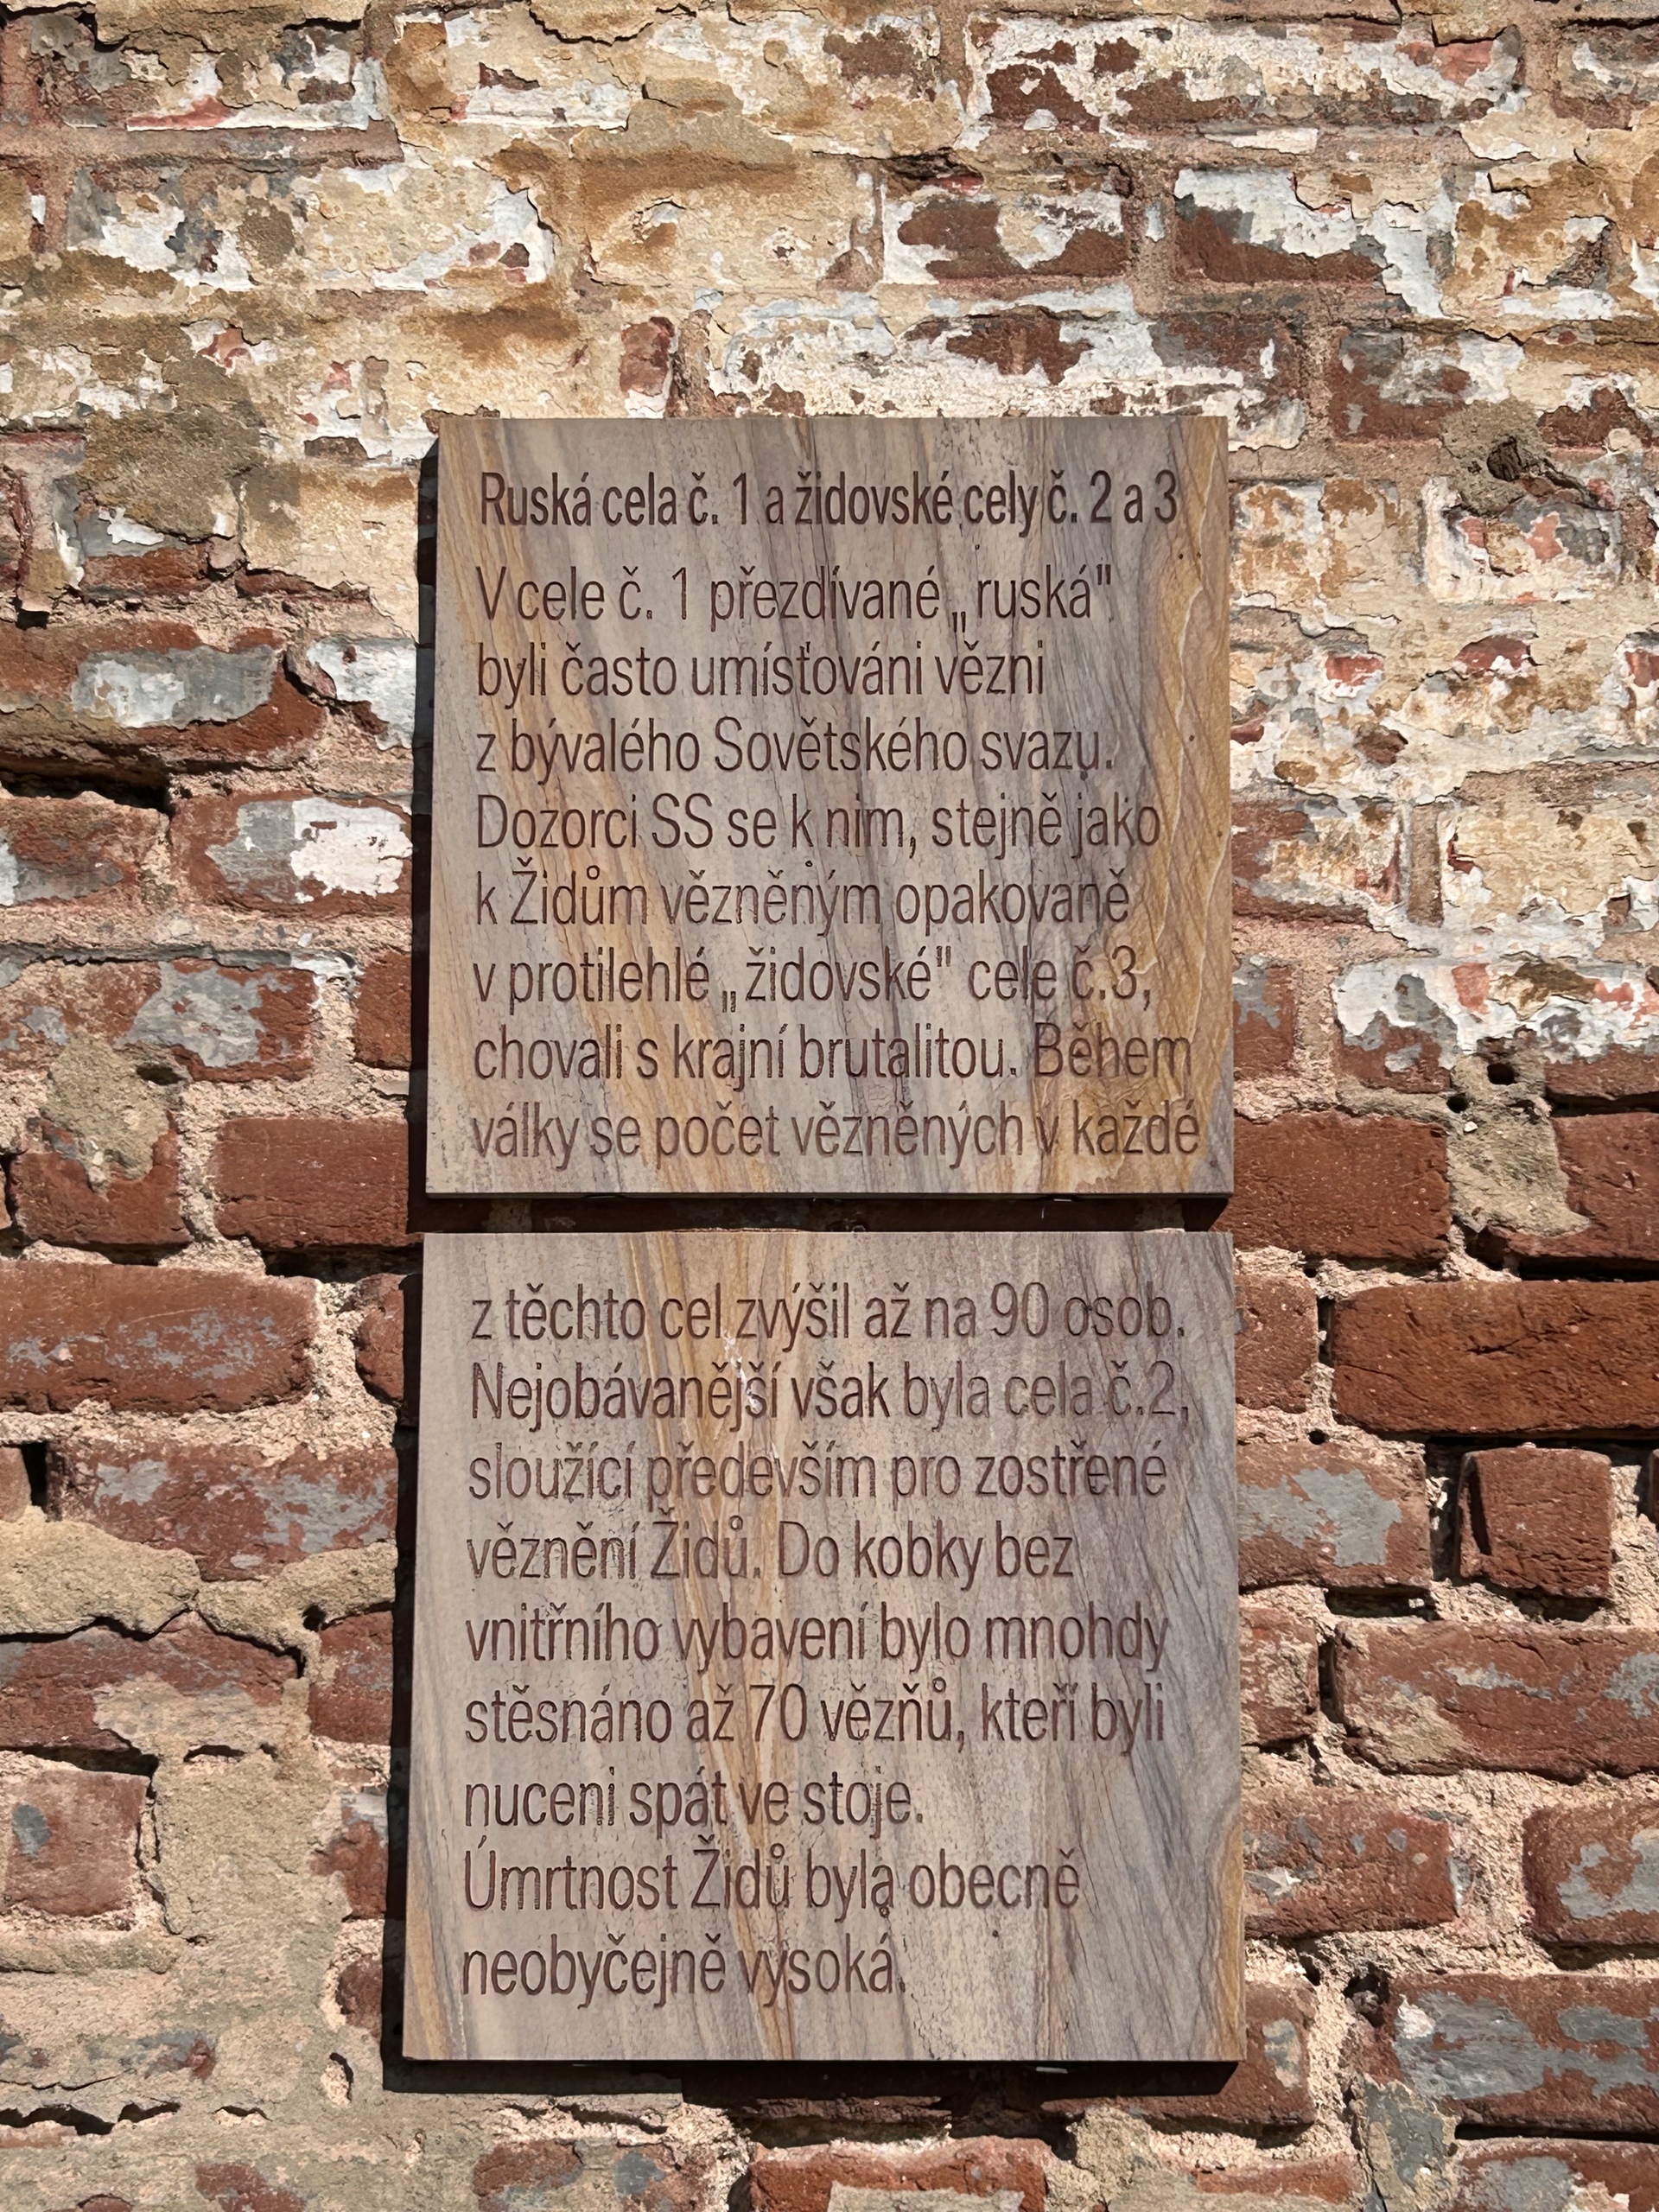 Ruská cela č. 1 a židovské cely č. 2 a 3
V cele č. 1 přezdívané „ruská"
byli často umísťováni vězni
z bývalého Sovětského svazu.
Dozorci SS se k nim, stejně jako
k Židům vězněným opakovaně
v protilehlé „židovské" cele č.3,
chovali s krajní brutalitou. Během
války se počet vězněných v každé
z těchto cel zvýšil až na 90 osob.
Nejobávanější však byla cela č.2,
sloužící především pro zostřené
věznění Židů. Do kobky bez
vnitřního vybavení bylo mnohdy
stěsnáno až 70 vězňů, kteří byli
nuceni spát ve stoje.
Úmrtnost Židů byla obecně
neobyčejně vysoká.